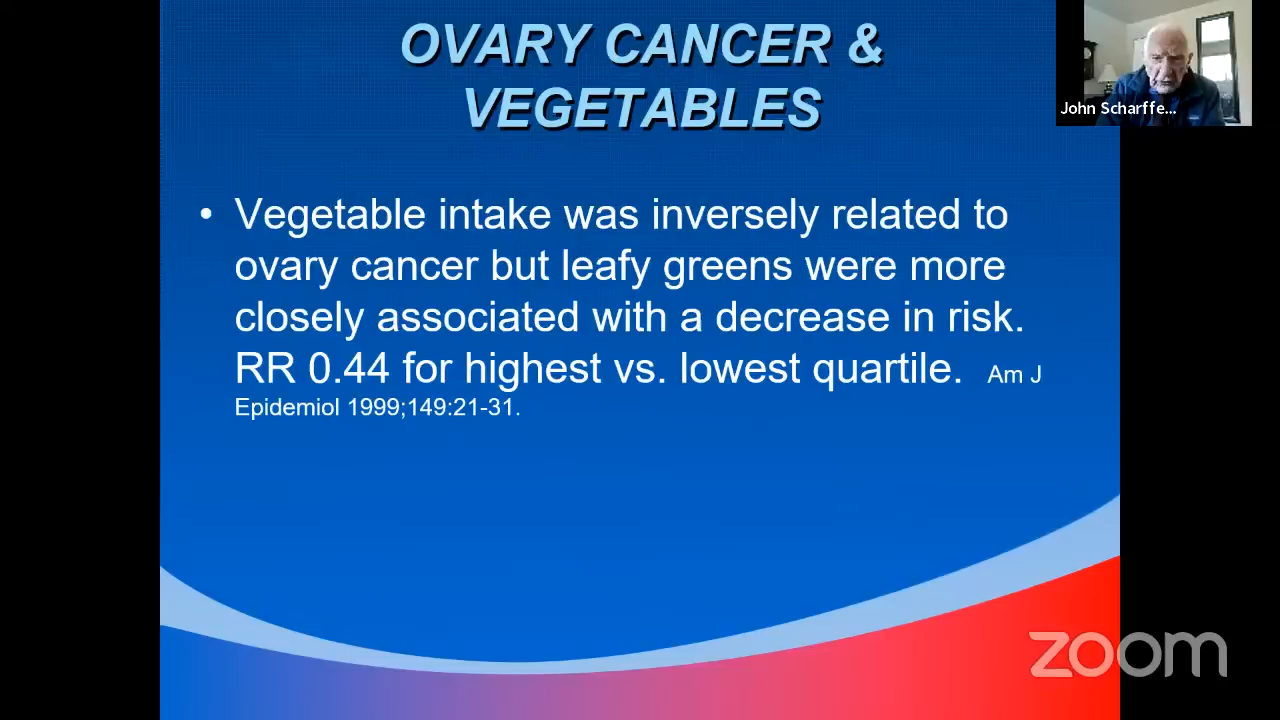 OVARY CANCER &
VEGETABLES
John Scharffe...
• Vegetable intake was inversely related to
ovary cancer but leafy greens were more
closely associated with a decrease in risk.
RR 0.44 for highest vs. lowest quartile. Am J
Epidemiol 1999;149:21-31.
zoom